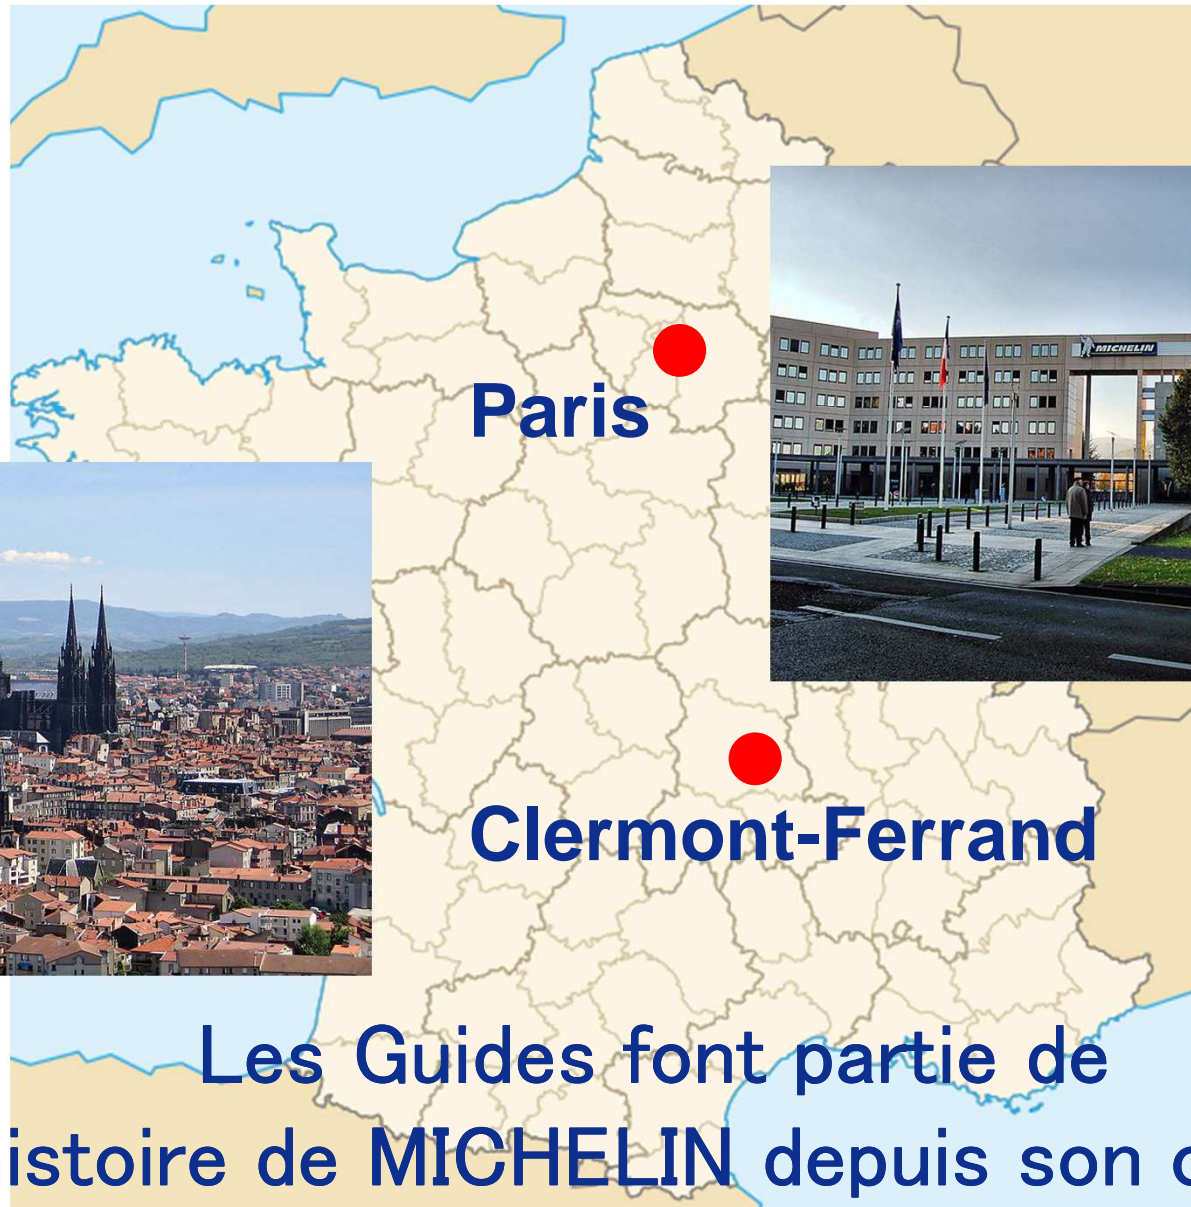 MICHELIN
Paris
Clermont-Ferrand
Les Guides font partie de
istoire de MICHELIN depuis son